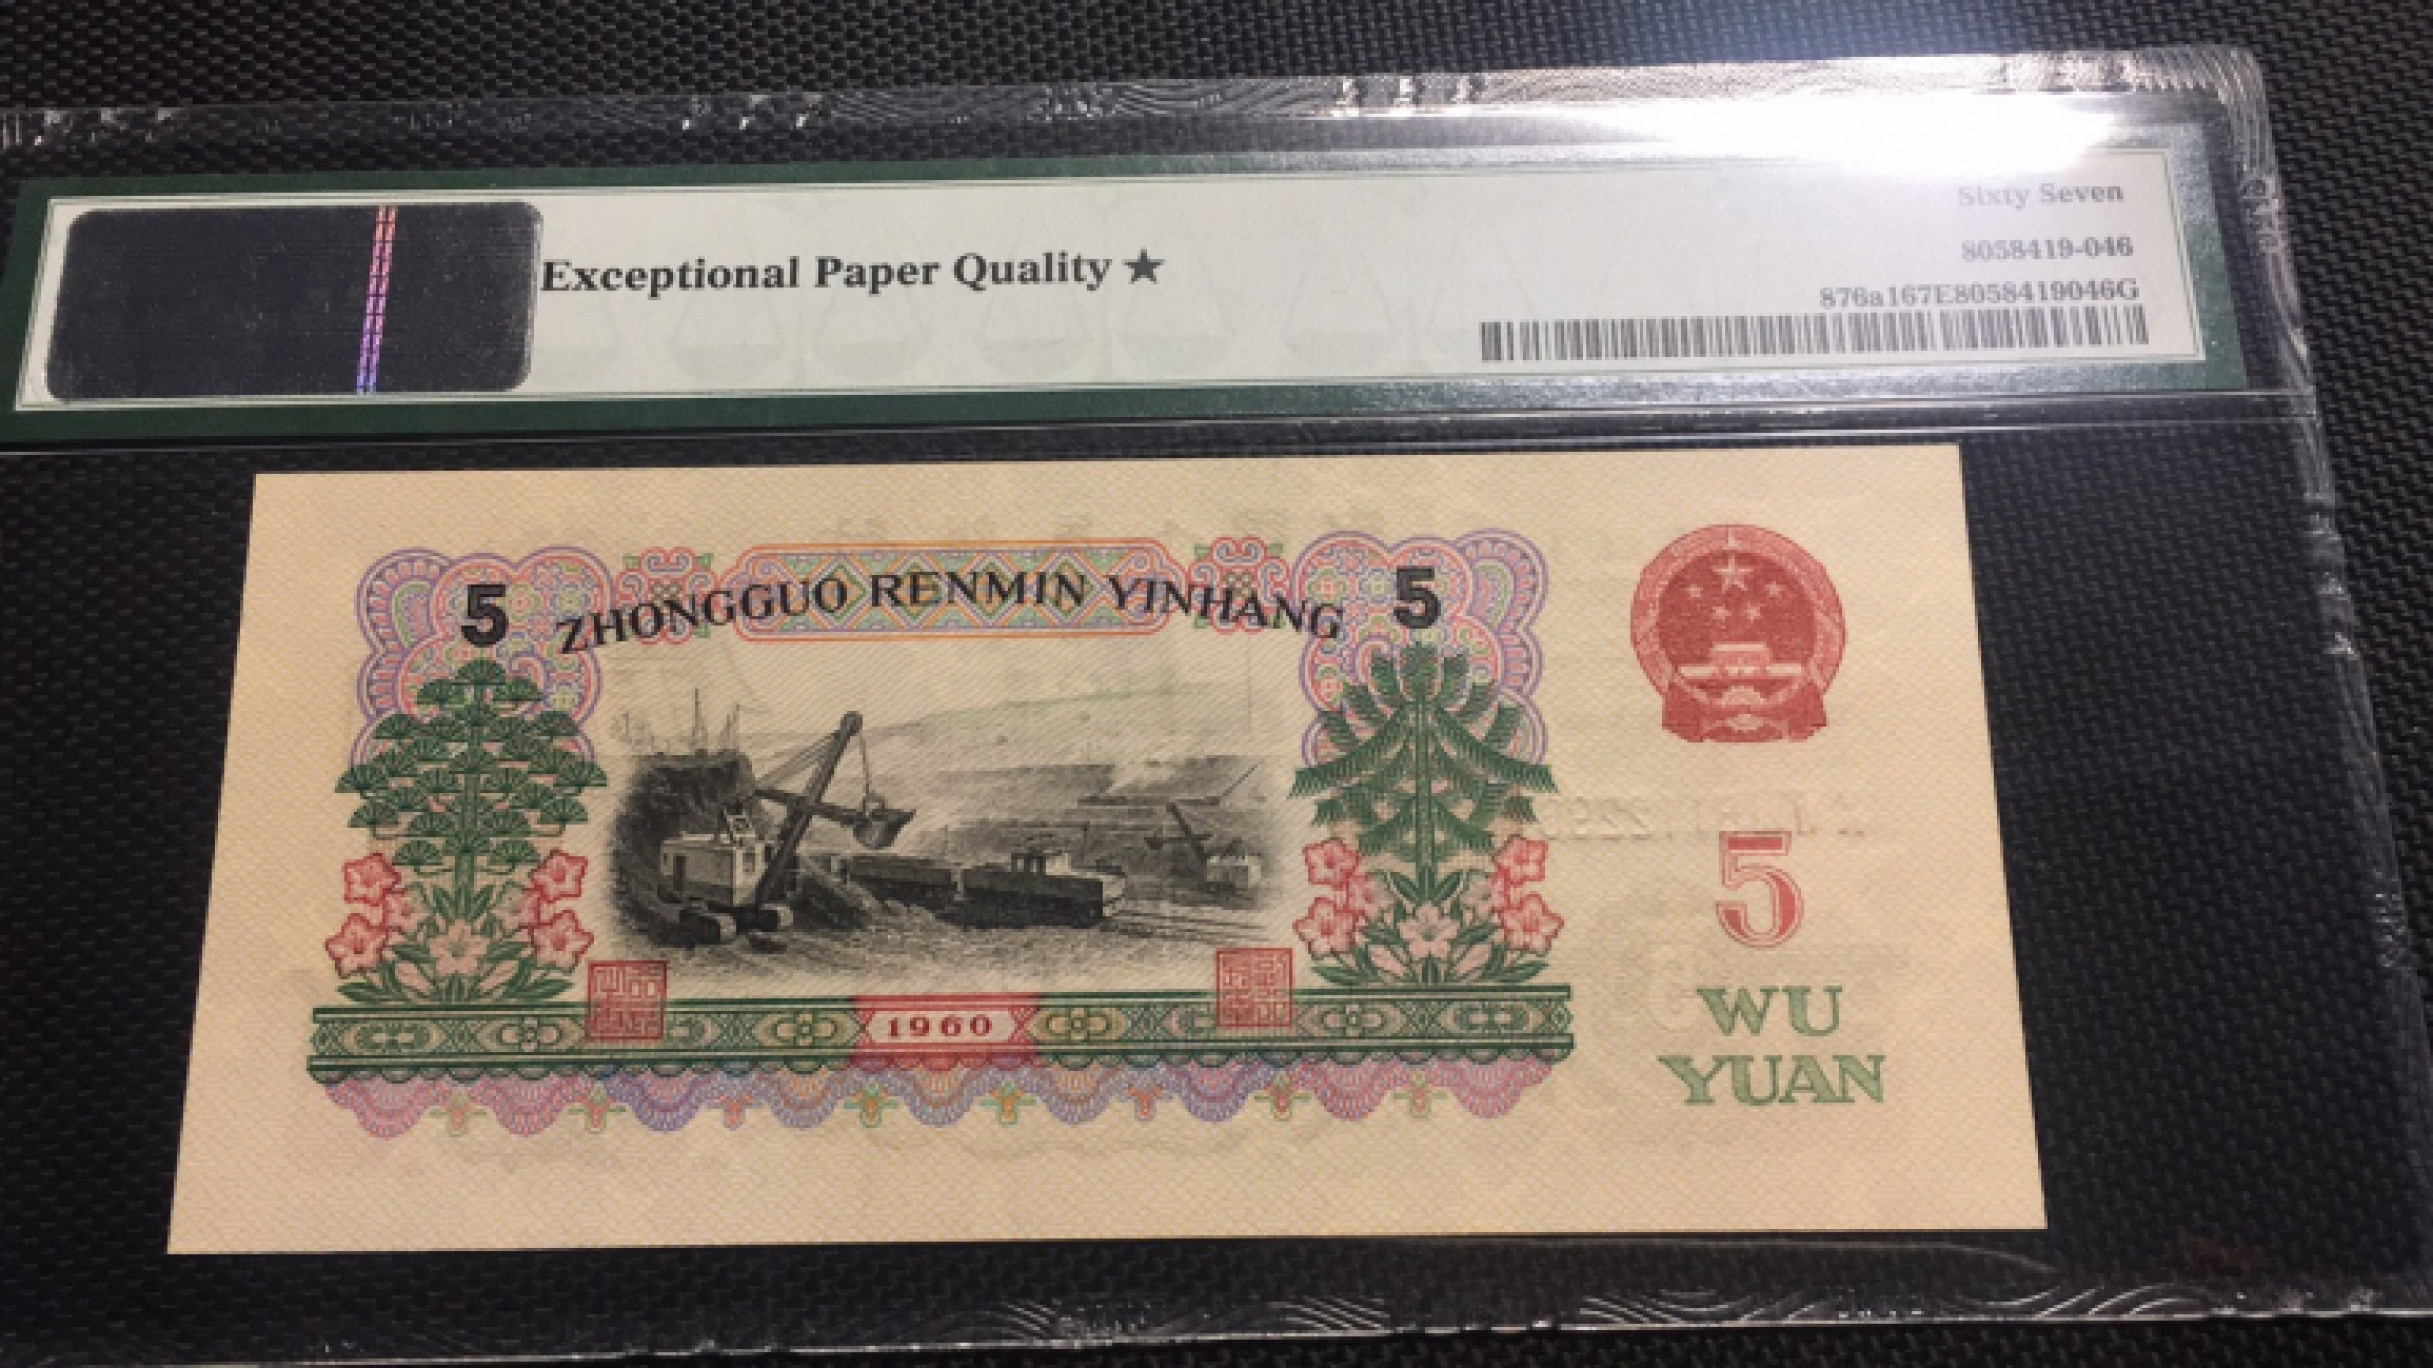 Sixty Seven
8058419-046
Exceptional Paper Quality ★
876a167E8058419046G
5 ZHONGGUO RENMIN YINHANG 5
5
1960
WU
YUAN